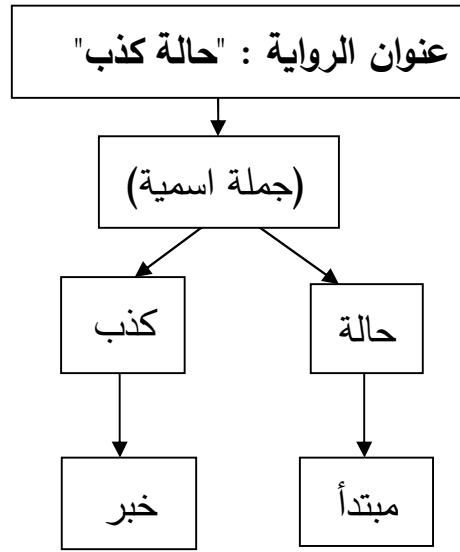 عنوان الرواية : "حالة كذب"
(جملة اسمية)
حالة
كذب
مبتدأ
خبر